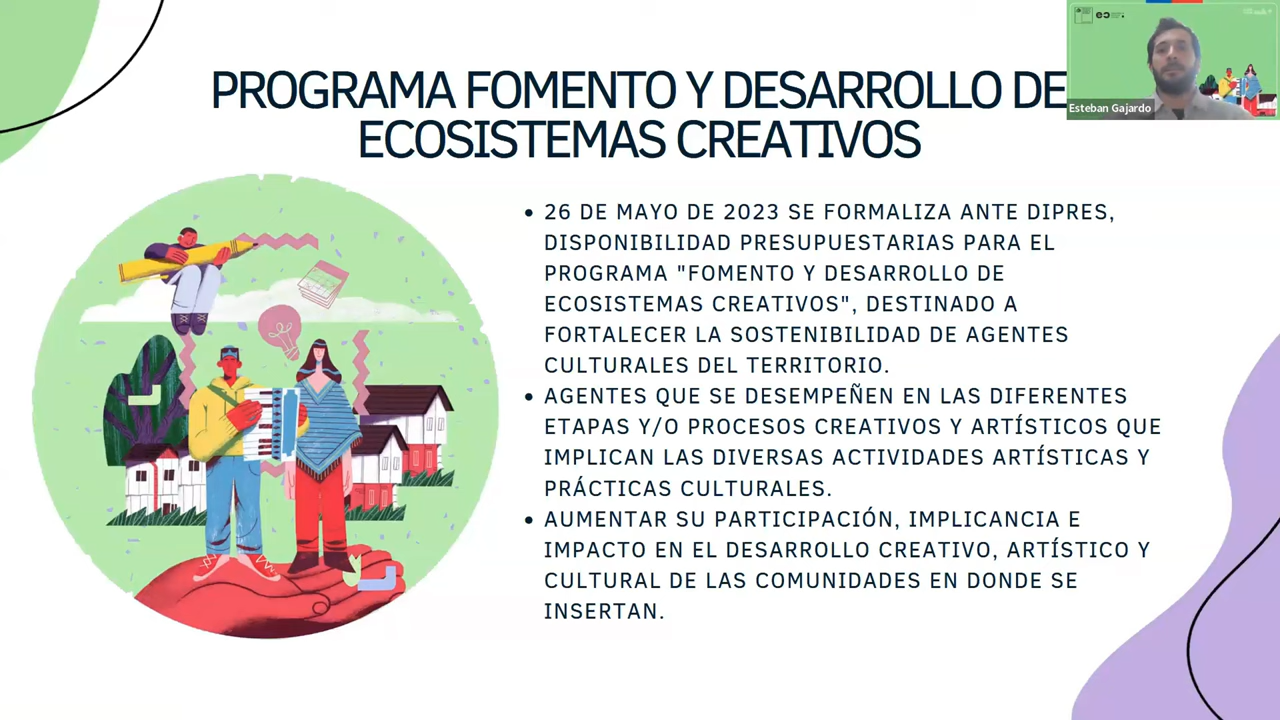 PROGRAMA FOMENTO Y DESARROLLO DE
ECOSISTEMAS CREATIVOS
Esteban Gajardo
• 26 DE MAYO DE 2023 SE FORMALIZA ANTE DIPRES,
DISPONIBILIDAD PRESUPUESTARIAS PARA EL
PROGRAMA "FOMENTO Y DESARROLLO DE
ECOSISTEMAS CREATIVOS", DESTINADO A
FORTALECER LA SOSTENIBILIDAD DE AGENTES
CULTURALES DEL TERRITORIO.
• AGENTES QUE SE DESEMPEÑEN EN LAS DIFERENTES
ETAPAS Y/O PROCESOS CREATIVOS Y ARTÍSTICOS QUE
IMPLICAN LAS DIVERSAS ACTIVIDADES ARTÍSTICAS Y
PRÁCTICAS CULTURALES.
• AUMENTAR SU PARTICIPACIÓN, IMPLICANCIA E
IMPACTO EN EL DESARROLLO CREATIVO, ARTÍSTICO Y
CULTURAL DE LAS COMUNIDADES EN DONDE SE
INSERTAN.